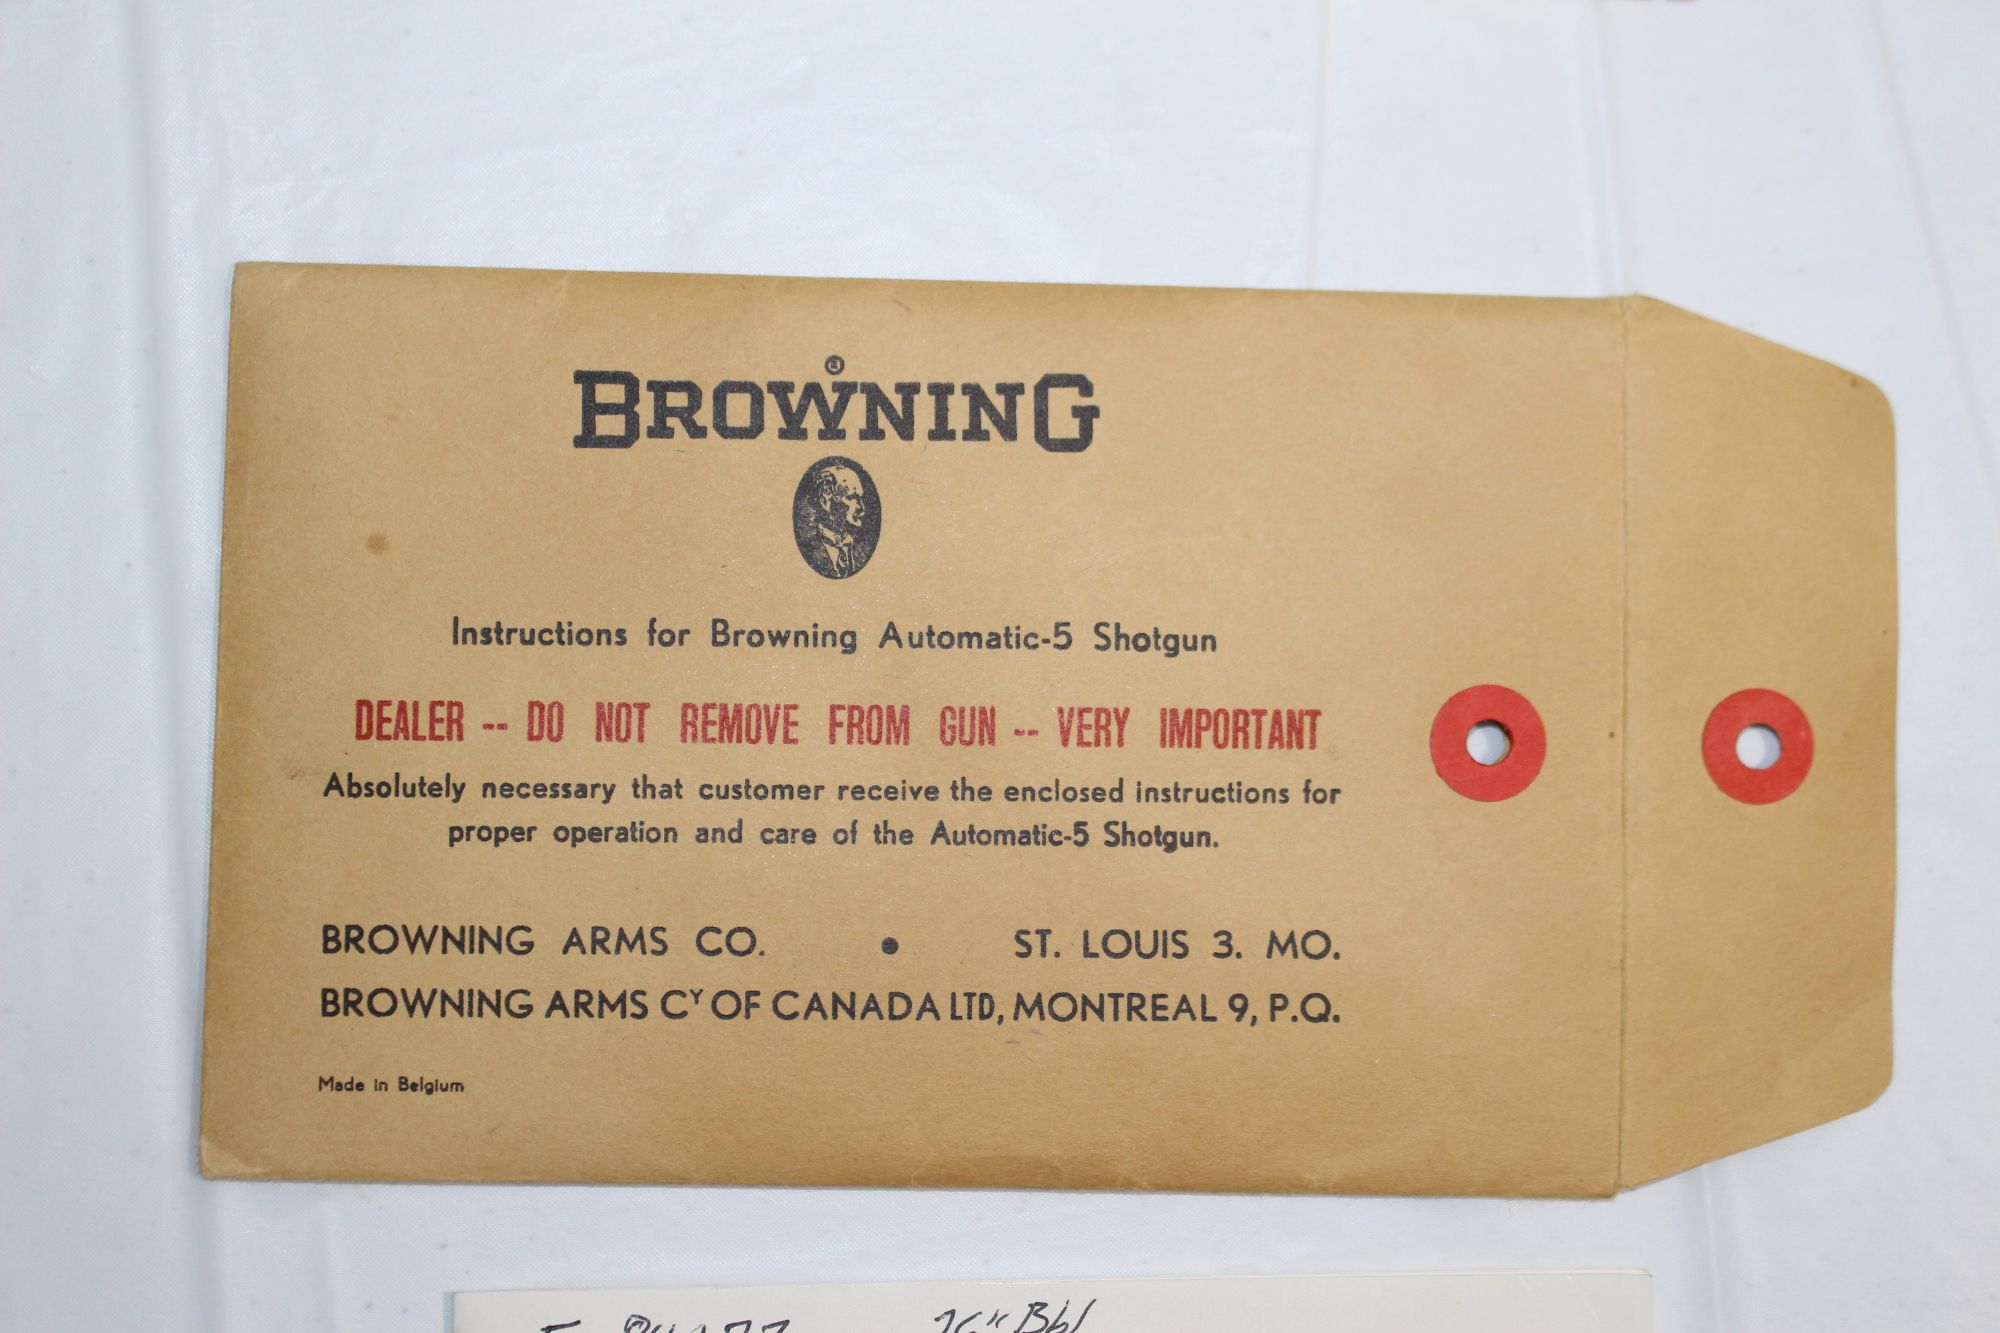 BROWNING
Instructions for Browning Automatic-5 Shotgun
DEALER -- DO NOT REMOVE FROM GUN -- VERY IMPORTANT
Absolutely necessary that customer receive the enclosed instructions for
proper operation and care of the Automatic-5 Shotgun.
BROWNING ARMS CO. • ST. LOUIS 3. MO.
BROWNING ARMS CY OF CANADA LTD, MONTREAL 9, P.Q.
Made in Belgium
26" Bbl